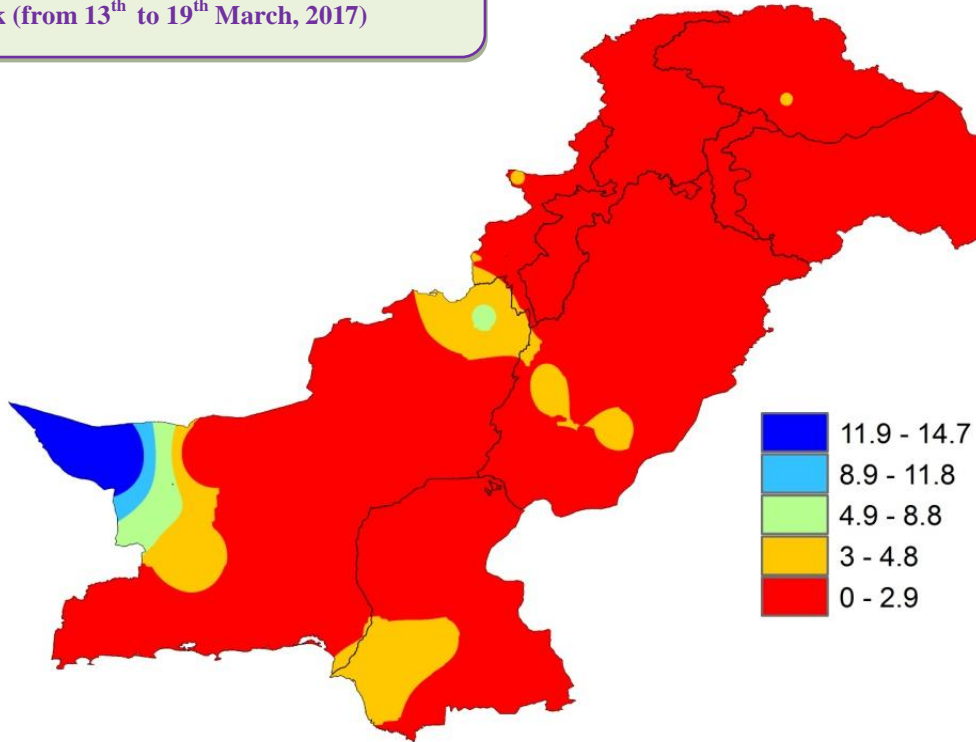 (from 13th to 19th March, 2017)
11.9 - 14.7
8.9 - 11.8
4.9 - 8.8
3 - 4.8
0 - 2.9